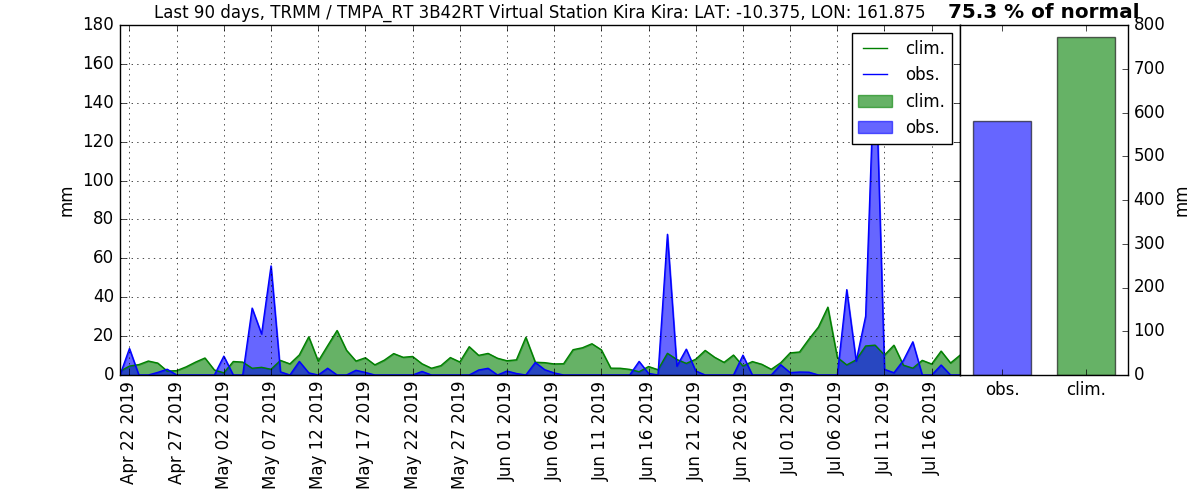 Last 90 days, TRMM / TMPA_RT 3B42RT Virtual Station Kira Kira: LAT: -10.375, LON: 161.875
75.3 % of normal
180
160
140
120
100
80
60
40
20
0
mm
clim.
obs.
clim.
obs.
Apr 22 2019
Apr 27 2019
May 02 2019
May 07 2019
May 12 2019
May 17 2019
May 22 2019
May 27 2019
Jun 01 2019
Jun 06 2019
Jun 11 2019
Jun 16 2019
Jun 21 2019
Jun 26 2019
Jul 01 2019
Jul 06 2019
Jul 11 2019
Jul 16 2019
800
700
600
500
400
300
200
100
0
mm
obs.
clim.